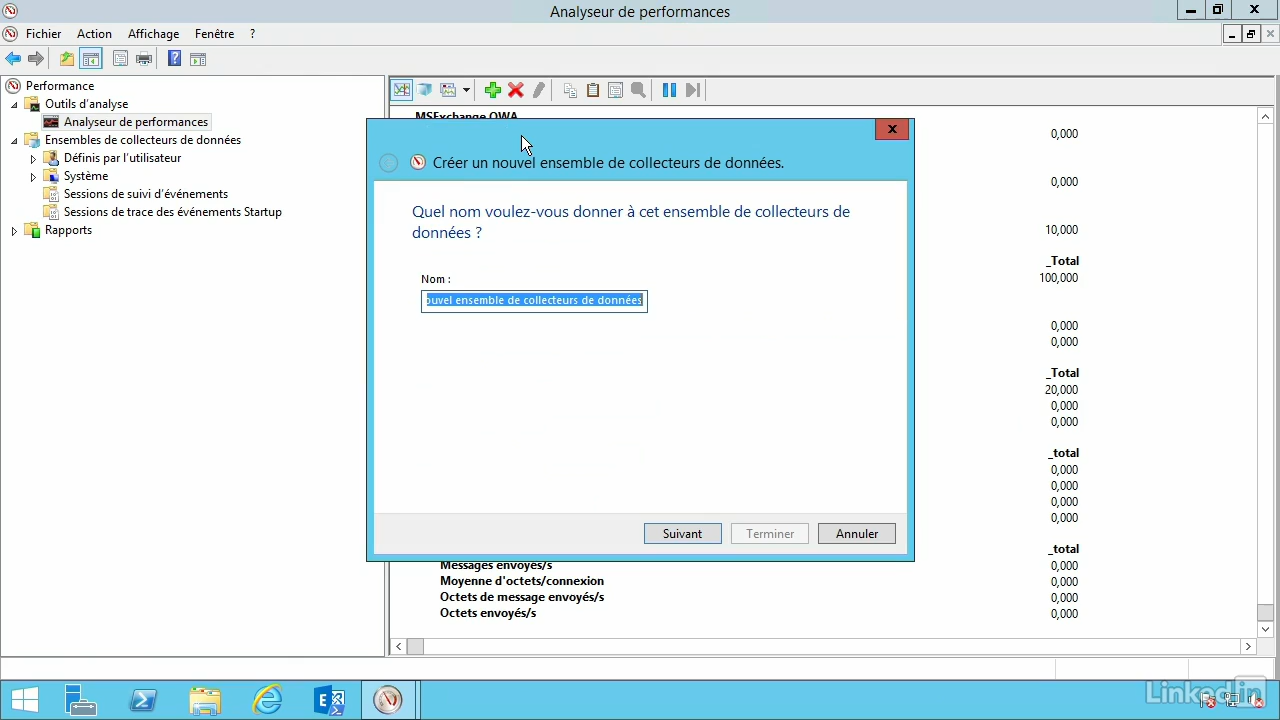 Analyseur de performances
Fichier Action Affichage Fenêtre ?
Performance
Outils d'analyse
Analyseur de performances
Ensembles de collecteurs de données
Définis par l'utilisateur
Système
Sessions de suivi d'événements
Sessions de trace des événements Startup
Rapports
MSExchange OWA
0,000
0,000
10,000
_Total
100,000
0,000
0,000
_Total
20,000
0,000
0,000
_total
0,000
0,000
0,000
0,000
_total
Messages envoyés/s 0,000
Moyenne d'octets/connexion 0,000
Octets de message envoyés/s 0,000
Octets envoyés/s 0,000
Créer un nouvel ensemble de collecteurs de données.
Quel nom voulez-vous donner à cet ensemble de collecteurs de
données ?
Nom :
ouvel ensemble de collecteurs de données
Suivant Terminer Annuler
LinkedIn